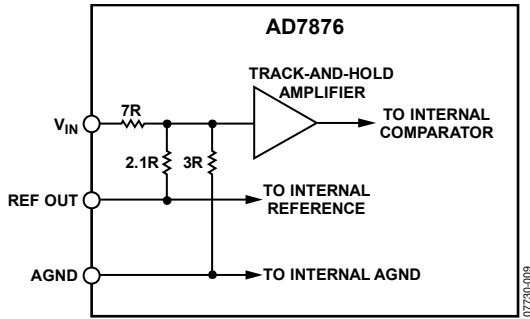 AD7876
TRACK-AND-HOLD
AMPLIFIER
7R
V_IN
TO INTERNAL
COMPARATOR
2.1R
3R
REF OUT
TO INTERNAL
REFERENCE
AGND
TO INTERNAL AGND
07730-009